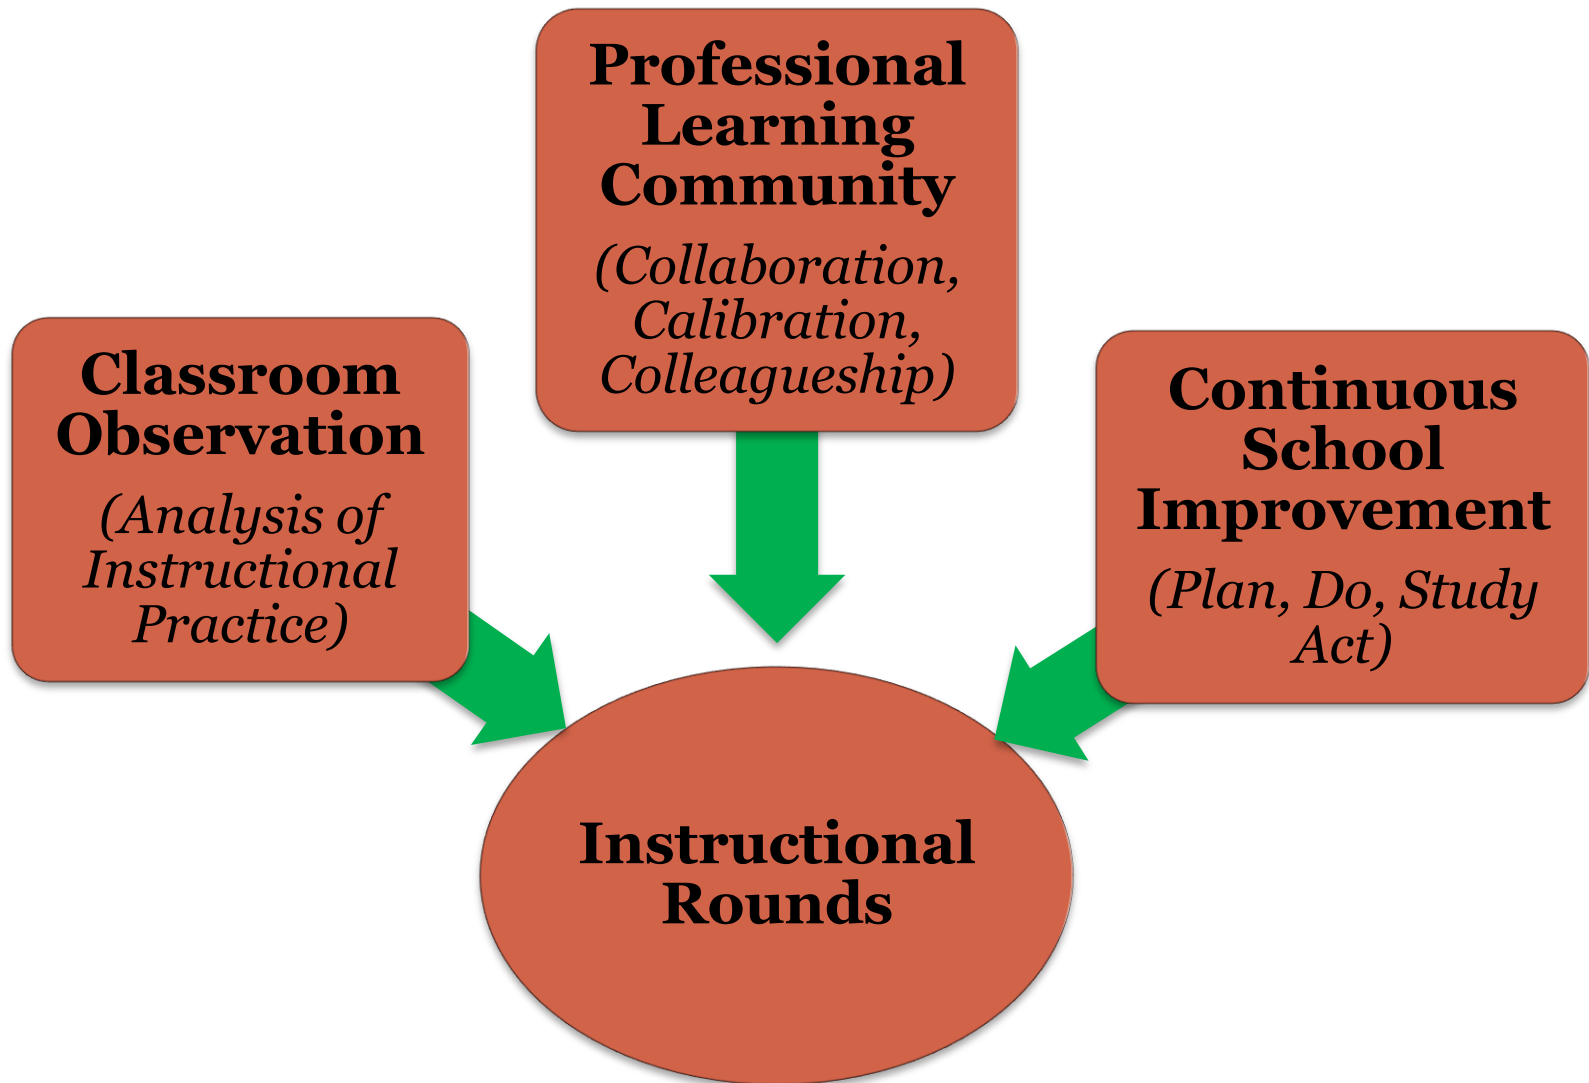 Professional
Learning
Community
(Collaboration,
Calibration,
Colleagueship)
Classroom
Observation
(Analysis of
Instructional
Practice)
Continuous
School
Improvement
(Plan, Do, Study
Act)
Instructional
Rounds